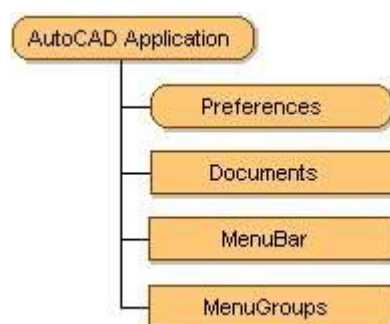 AutoCAD Application
Preferences
Documents
MenuBar
MenuGroups